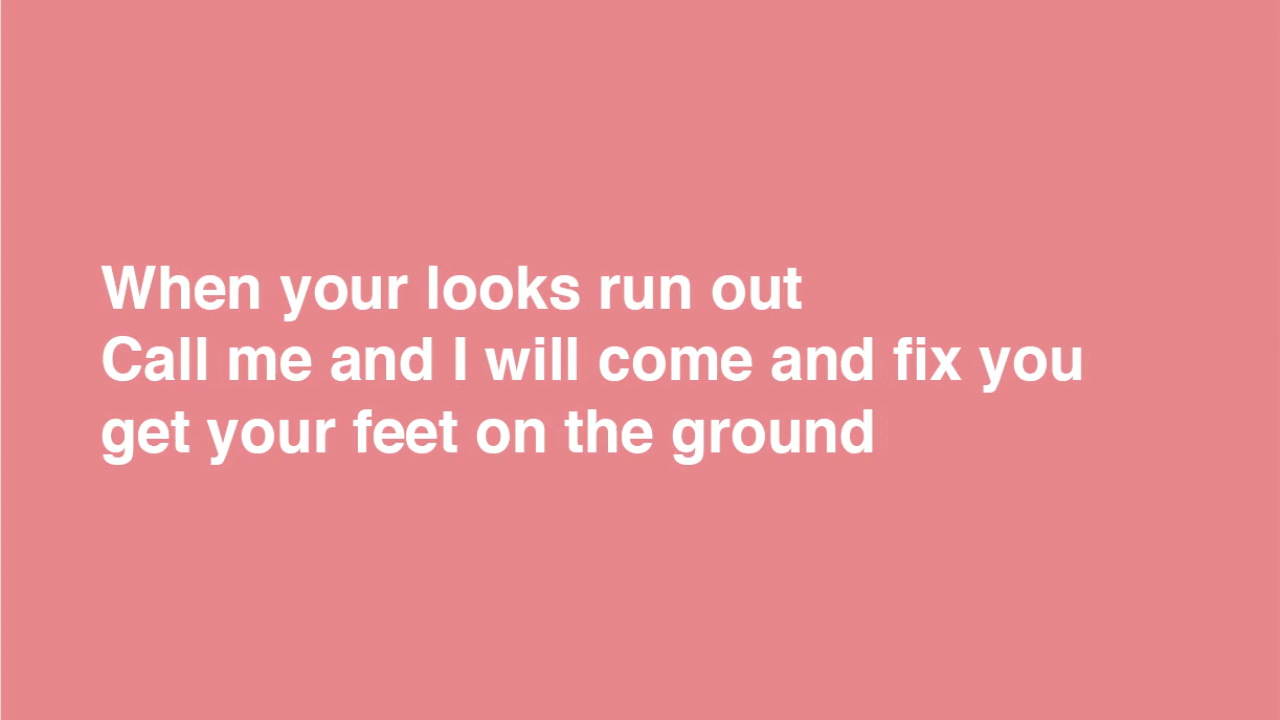 When your looks run out
Call me and I will come and fix you
get your feet on the ground